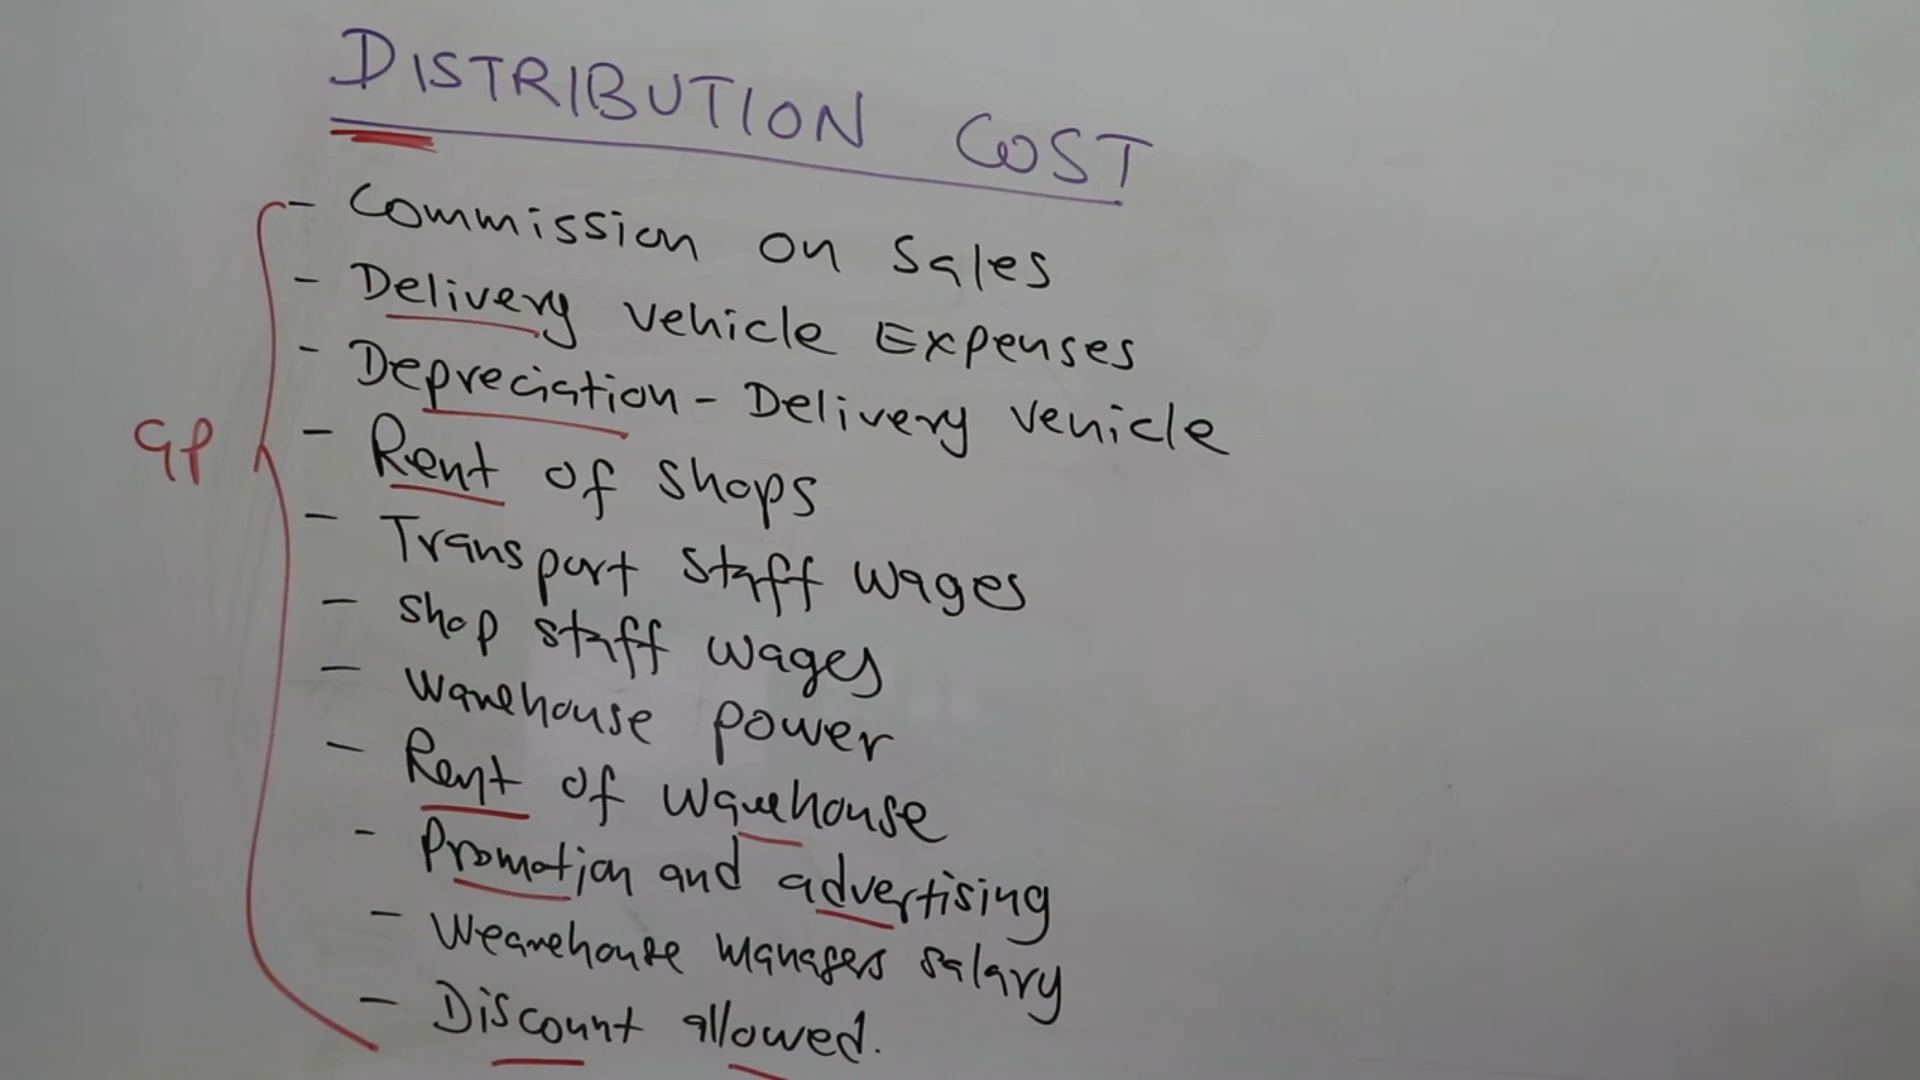 DISTRIBUTION COST
- Commission on Sales
- Delivery Vehicle Expenses
- Depreciation - Delivery Vehicle
GP
- Rent of Shops
- Transport Staff Wages
- Shop staff wages
- Warehouse power
- Rent of Warehouse
- Promotion and advertising
- Wearehouse managers salary
- Discount allowed.